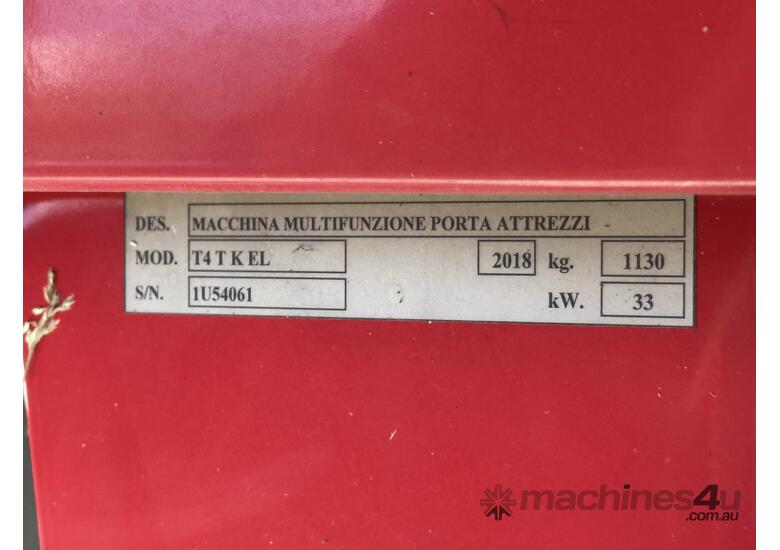 DES. MACCHINA MULTIFUNZIONE PORTA ATTREZZI
MOD. T4 T K EL 2018 kg. 1130
S/N. 1U54061 kW. 33
machines4u
.com.au